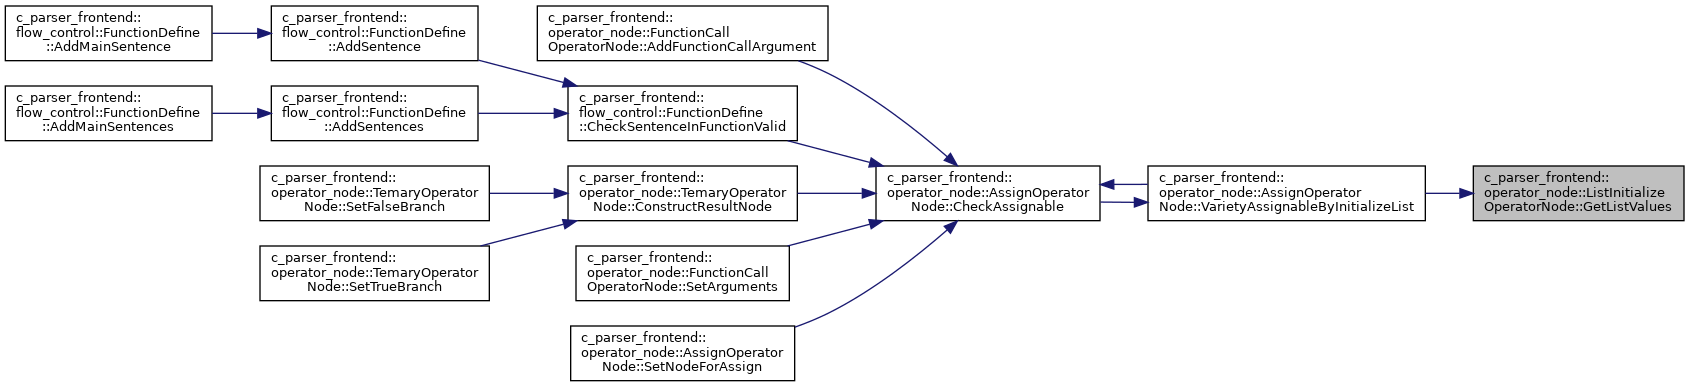 c_parser_frontend::
flow_control::FunctionDefine
::AddMainSentence
c_parser_frontend::
flow_control::FunctionDefine
::AddSentence
c_parser_frontend::
operator_node::FunctionCall
OperatorNode::AddFunctionCallArgument
c_parser_frontend::
flow_control::FunctionDefine
::AddMainSentences
c_parser_frontend::
flow_control::FunctionDefine
::AddSentences
c_parser_frontend::
flow_control::FunctionDefine
::CheckSentenceInFunctionValid
c_parser_frontend::
operator_node::TemaryOperator
Node::SetFalseBranch
c_parser_frontend::
operator_node::TemaryOperator
Node::ConstructResultNode
c_parser_frontend::
operator_node::AssignOperator
Node::CheckAssignable
c_parser_frontend::
operator_node::AssignOperator
Node::VarietyAssignableByInitializeList
c_parser_frontend::
operator_node::ListInitialize
OperatorNode::GetListValues
c_parser_frontend::
operator_node::TemaryOperator
Node::SetTrueBranch
c_parser_frontend::
operator_node::FunctionCall
OperatorNode::SetArguments
c_parser_frontend::
operator_node::AssignOperator
Node::SetNodeForAssign